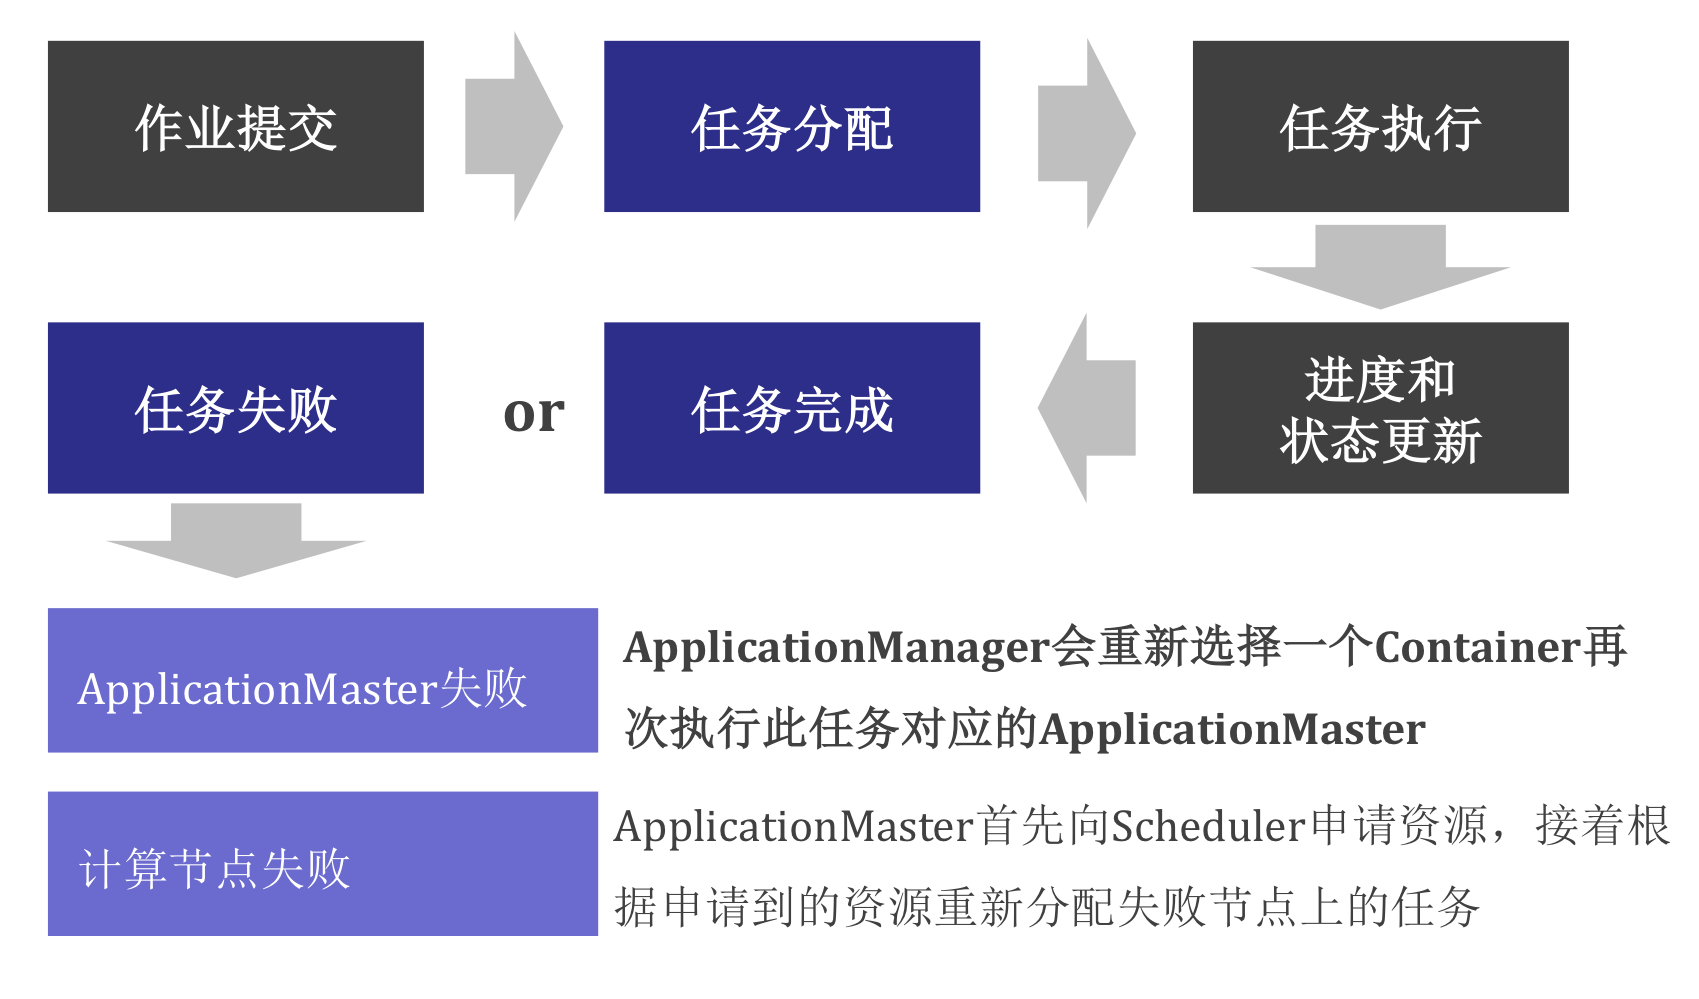 作业提交
任务分配
任务执行
任务失败
or
任务完成
进度和
状态更新
ApplicationMaster失败
ApplicationManager会重新选择一个Container再
次执行此任务对应的ApplicationMaster
计算节点失败
ApplicationMaster首先向Scheduler申请资源，接着根
据申请到的资源重新分配失败节点上的任务